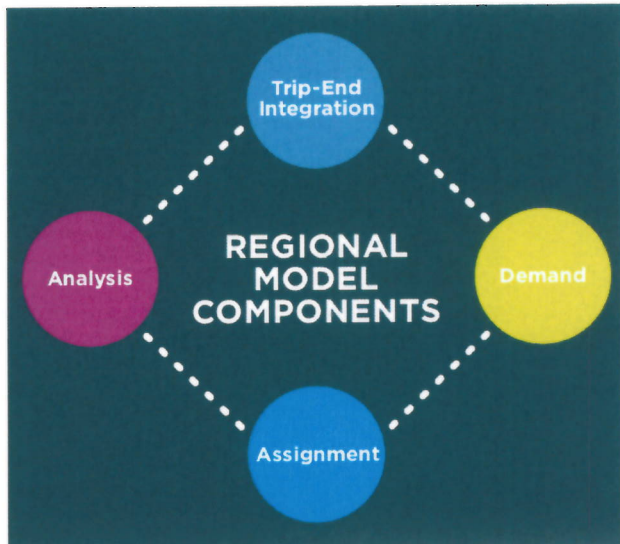 Trip-End
Integration
Analysis
REGIONAL
MODEL
COMPONENTS
Demand
Assignment